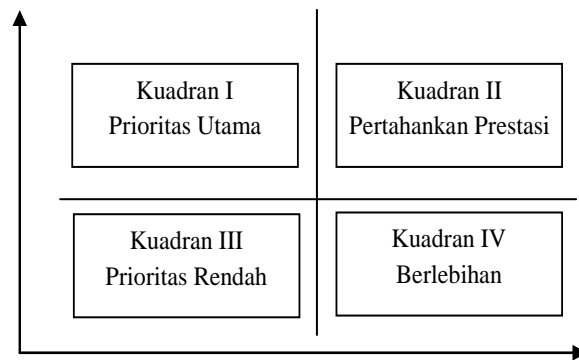 Kuadran I
Prioritas Utama
Kuadran II
Pertahankan Prestasi
Kuadran III
Prioritas Rendah
Kuadran IV
Berlebihan